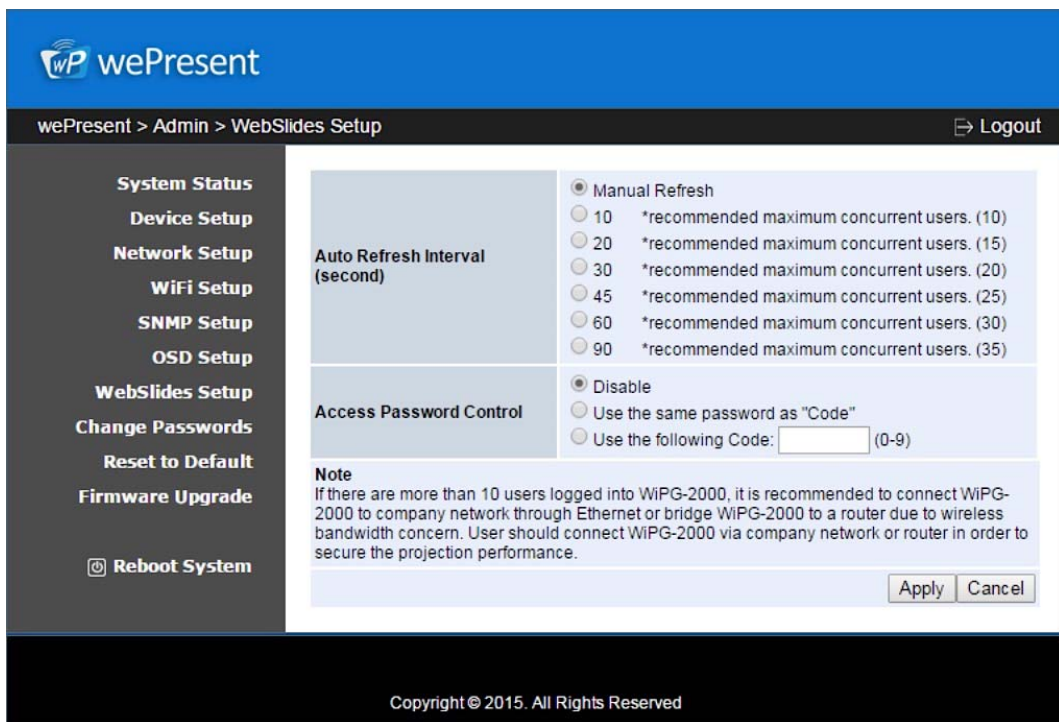 wP wePresent
wePresent > Admin > WebSlides Setup
Logout
System Status
Device Setup
Network Setup
WiFi Setup
SNMP Setup
OSD Setup
WebSlides Setup
Change Passwords
Reset to Default
Firmware Upgrade
Reboot System
Auto Refresh Interval
(second)
Manual Refresh
10 *recommended maximum concurrent users. (10)
20 *recommended maximum concurrent users. (15)
30 *recommended maximum concurrent users. (20)
45 *recommended maximum concurrent users. (25)
60 *recommended maximum concurrent users. (30)
90 *recommended maximum concurrent users. (35)
Access Password Control
Disable
Use the same password as "Code"
Use the following Code: (0-9)
Note
If there are more than 10 users logged into WiPG-2000, it is recommended to connect WiPG-
2000 to company network through Ethernet or bridge WiPG-2000 to a router due to wireless
bandwidth concern. User should connect WiPG-2000 via company network or router in order to
secure the projection performance.
Apply Cancel
Copyright © 2015. All Rights Reserved